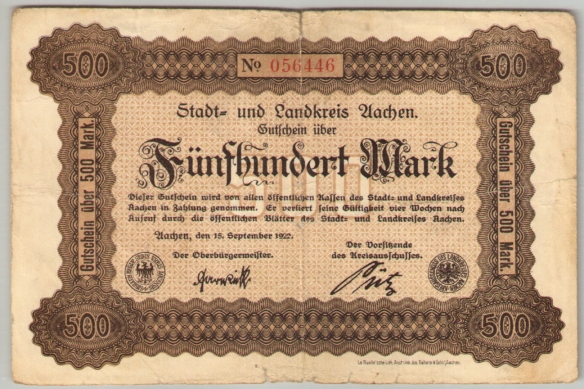 500
500
Nº 056446
Stadt- und Landkreis Aachen.
Gutschein über
Fünfhundert Mark
Dieser Gutschein wird von allen öffentlichen Kassen des Stadt- und Landkreises
Aachen in Zahlung genommen. Er verliert seine Gültigkeit vier Wochen nach
Aufruf durch die öffentlichen Blätter des Stadt- und Landkreises Aachen.
Aachen, den 15. September 1922.
Der Oberbürgermeister.
Der Vorsitzende
des Kreisausschusses.
Gutschein über 500 Mark.
Gutschein über 500 Mark.
500
500